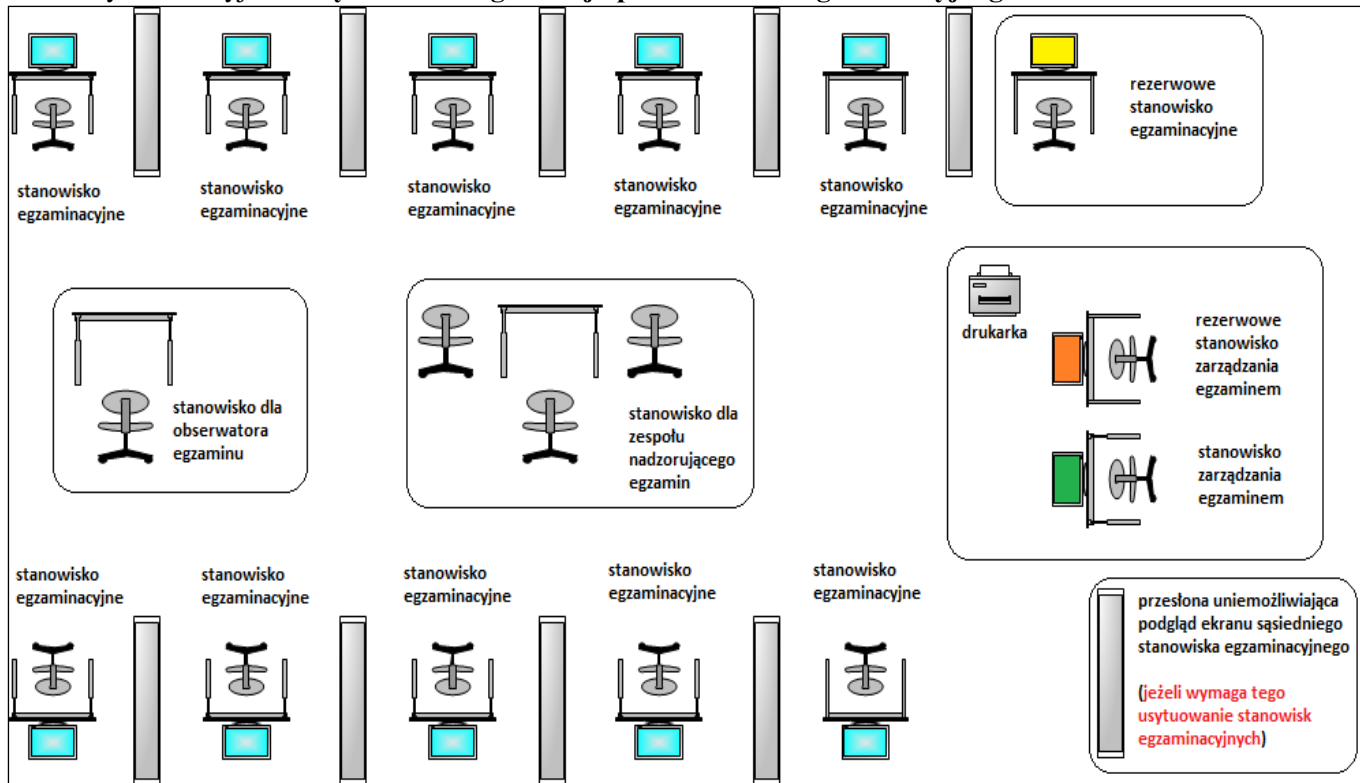 stanowisko
egzaminacyjne
stanowisko
egzaminacyjne
stanowisko
egzaminacyjne
stanowisko
egzaminacyjne
stanowisko
egzaminacyjne
rezerwowe
stanowisko
egzaminacyjne
stanowisko dla
obserwatora
egzaminu
stanowisko dla
zespołu
nadzorującego
egzamin
drukarka
rezerwowe
stanowisko
zarządzania
egzaminem
stanowisko
zarządzania
egzaminem
stanowisko
egzaminacyjne
stanowisko
egzaminacyjne
stanowisko
egzaminacyjne
stanowisko
egzaminacyjne
stanowisko
egzaminacyjne
przesłona uniemożliwiająca
podgląd ekranu sąsiedniego
stanowiska egzaminacyjnego
(jeżeli wymaga tego
usytuowanie stanowisk
egzaminacyjnych)